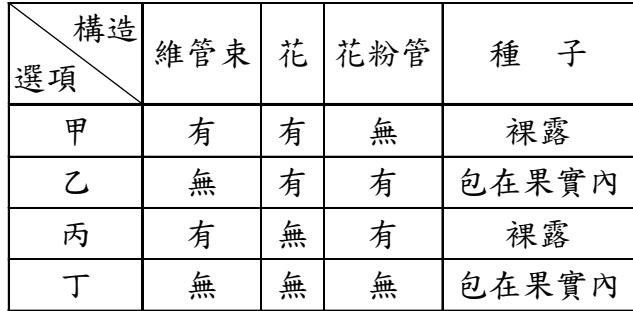 構造
選項
維管束 花 花粉管 種 子
甲 有 有 無 裸露
乙 無 有 有 包在果實內
丙 有 無 有 裸露
丁 無 無 無 包在果實內